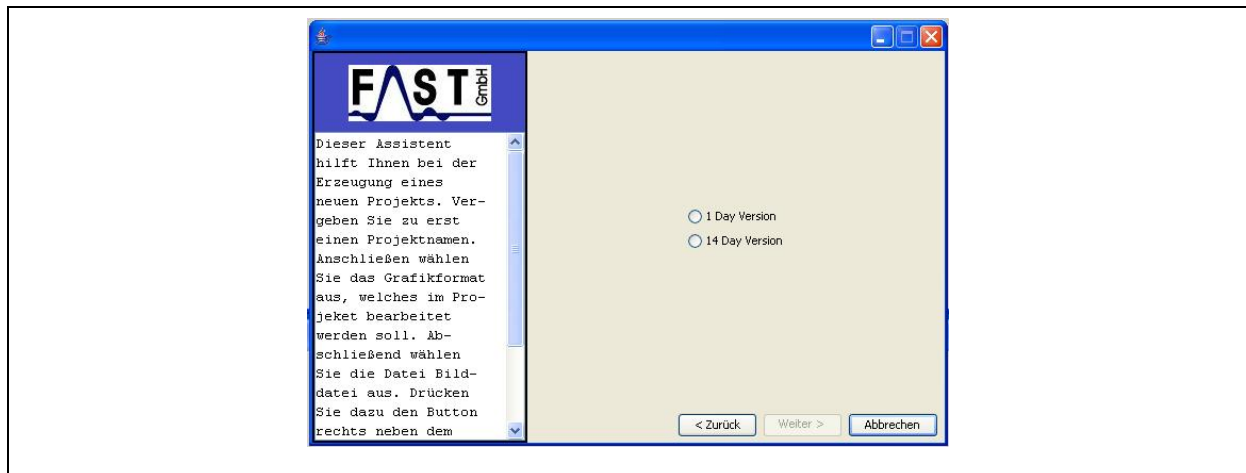 FAST GmbH
Dieser Assistent
hilft Ihnen bei der
Erzeugung eines
neuen Projekts. Ver-
geben Sie zu erst
einen Projektnamen.
Anschließen wählen
Sie das Grafikformat
aus, welches im Pro-
jeket bearbeitet
werden soll. Ab-
schließend wählen
Sie die Datei Bild-
datei aus. Drücken
Sie dazu den Button
rechts neben dem
1 Day Version
14 Day Version
< Zurück Weiter > Abbrechen